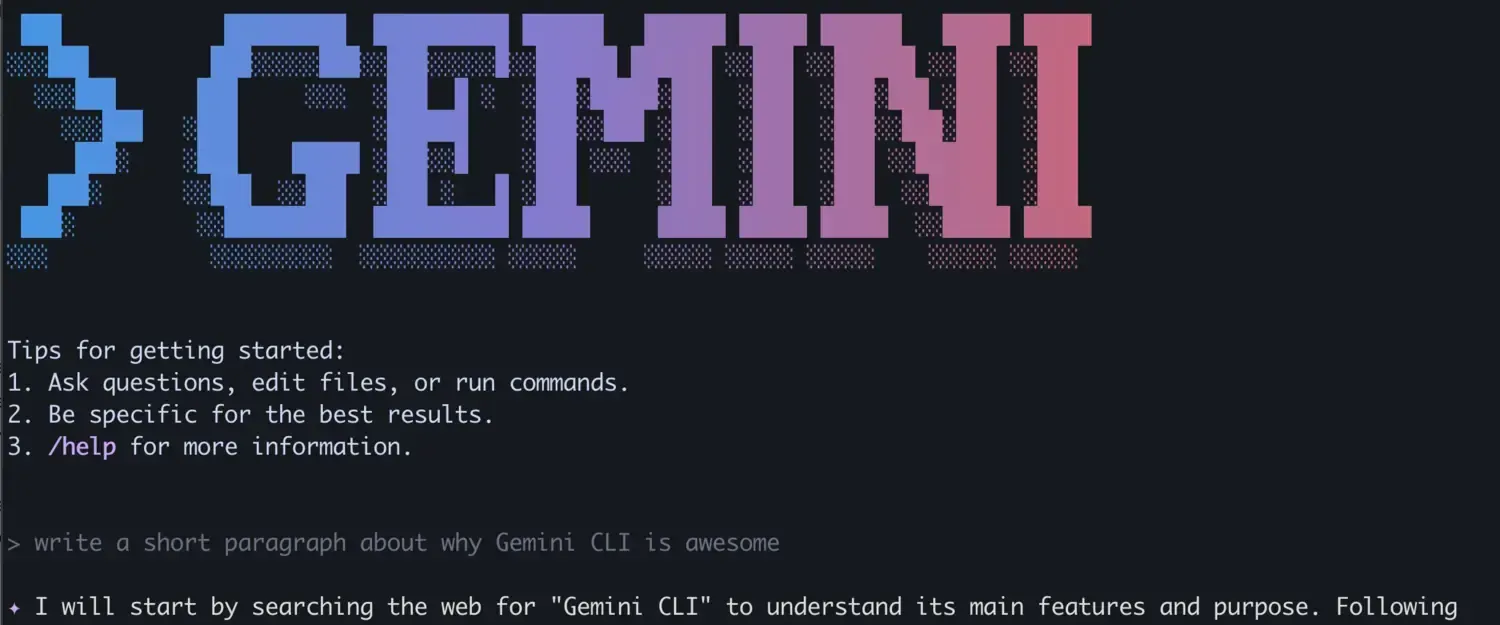 > GEMINI
Tips for getting started:
1. Ask questions, edit files, or run commands.
2. Be specific for the best results.
3. /help for more information.
> write a short paragraph about why Gemini CLI is awesome
✦ I will start by searching the web for "Gemini CLI" to understand its main features and purpose. Following